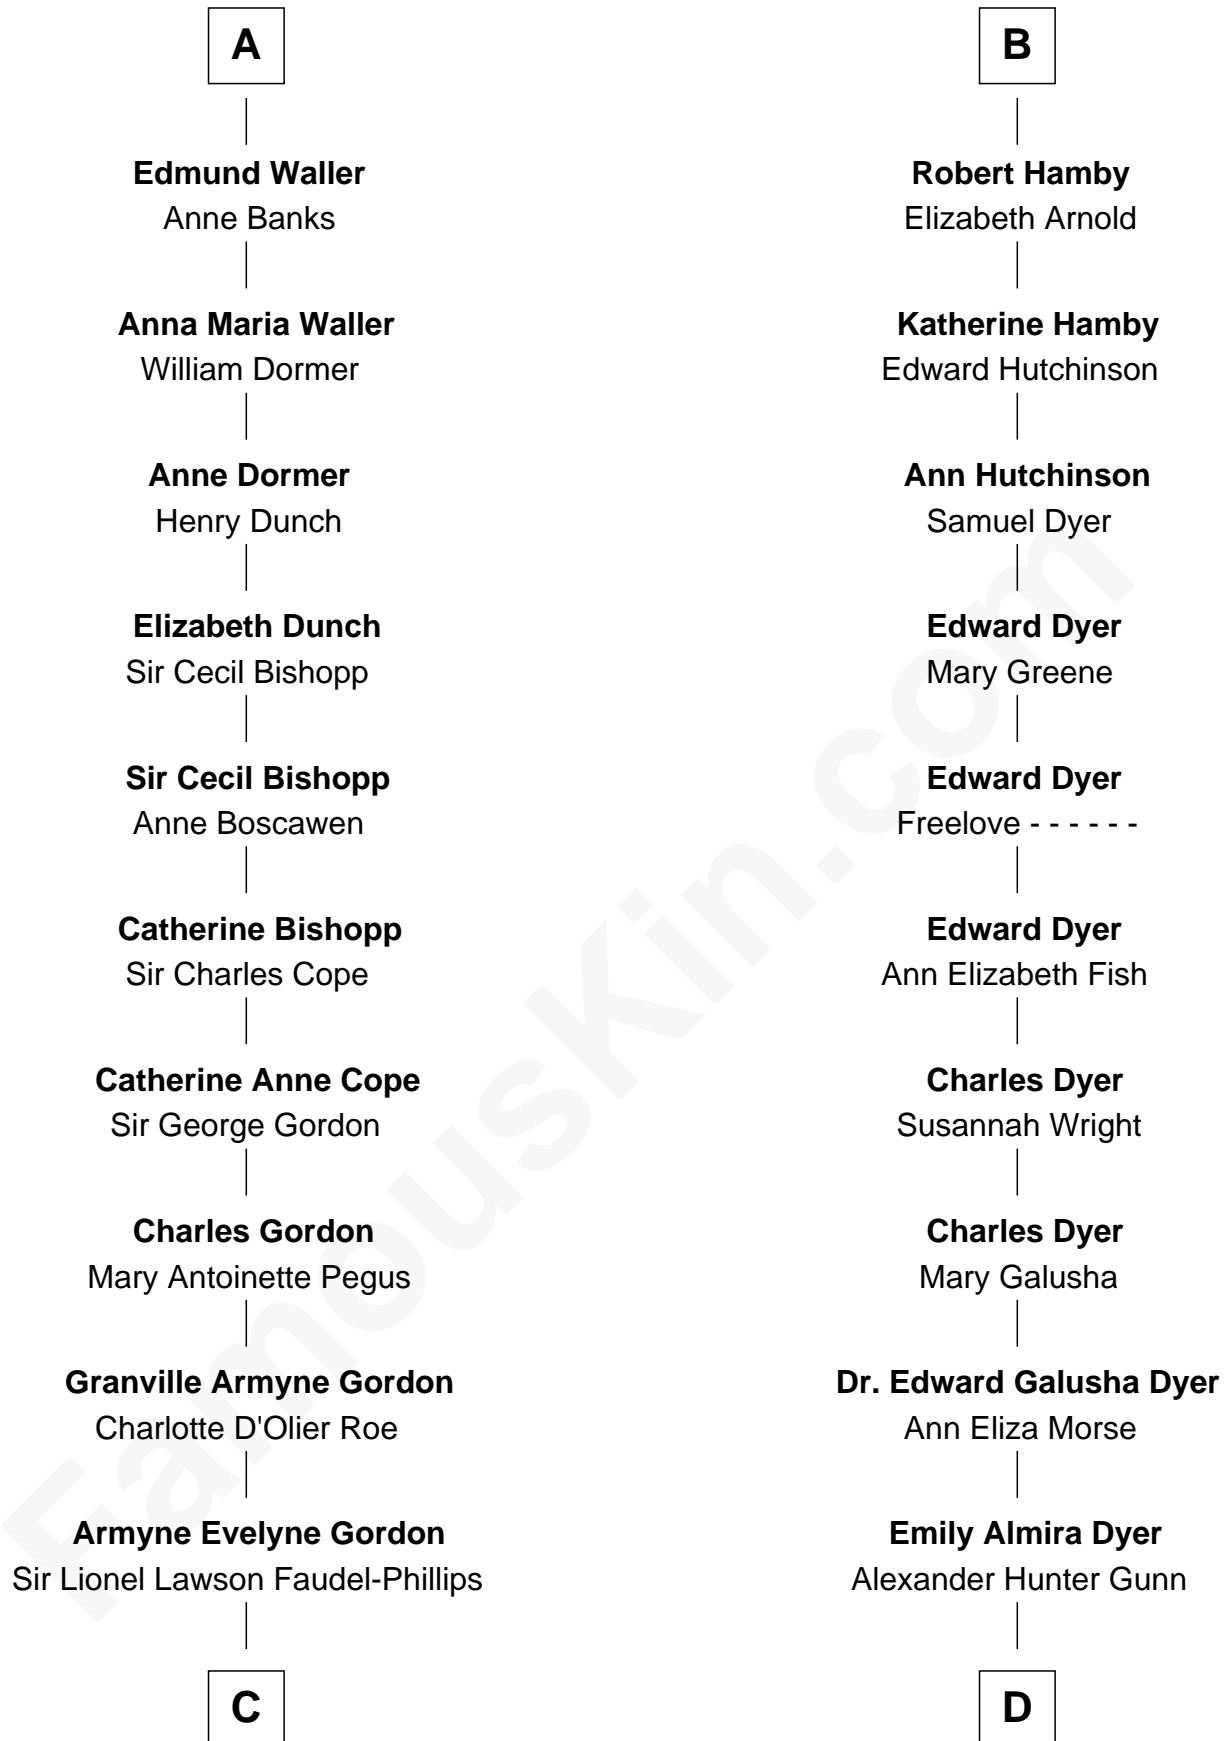 A
Edmund Waller
Anne Banks
Anna Maria Waller
William Dormer
Anne Dormer
Henry Dunch
Elizabeth Dunch
Sir Cecil Bishopp
Sir Cecil Bishopp
Anne Boscawen
Catherine Bishopp
Sir Charles Cope
Catherine Anne Cope
Sir George Gordon
Charles Gordon
Mary Antoinette Pegus
Granville Armyne Gordon
Charlotte D'Olier Roe
Armyne Evelyne Gordon
Sir Lionel Lawson Faudel-Phillips
C
B
Robert Hamby
Elizabeth Arnold
Katherine Hamby
Edward Hutchinson
Ann Hutchinson
Samuel Dyer
Edward Dyer
Mary Greene
Edward Dyer
Freelove - - - - - -
Edward Dyer
Ann Elizabeth Fish
Charles Dyer
Susannah Wright
Charles Dyer
Mary Galusha
Dr. Edward Galusha Dyer
Ann Eliza Morse
Emily Almira Dyer
Alexander Hunter Gunn
D
FamousKin.com